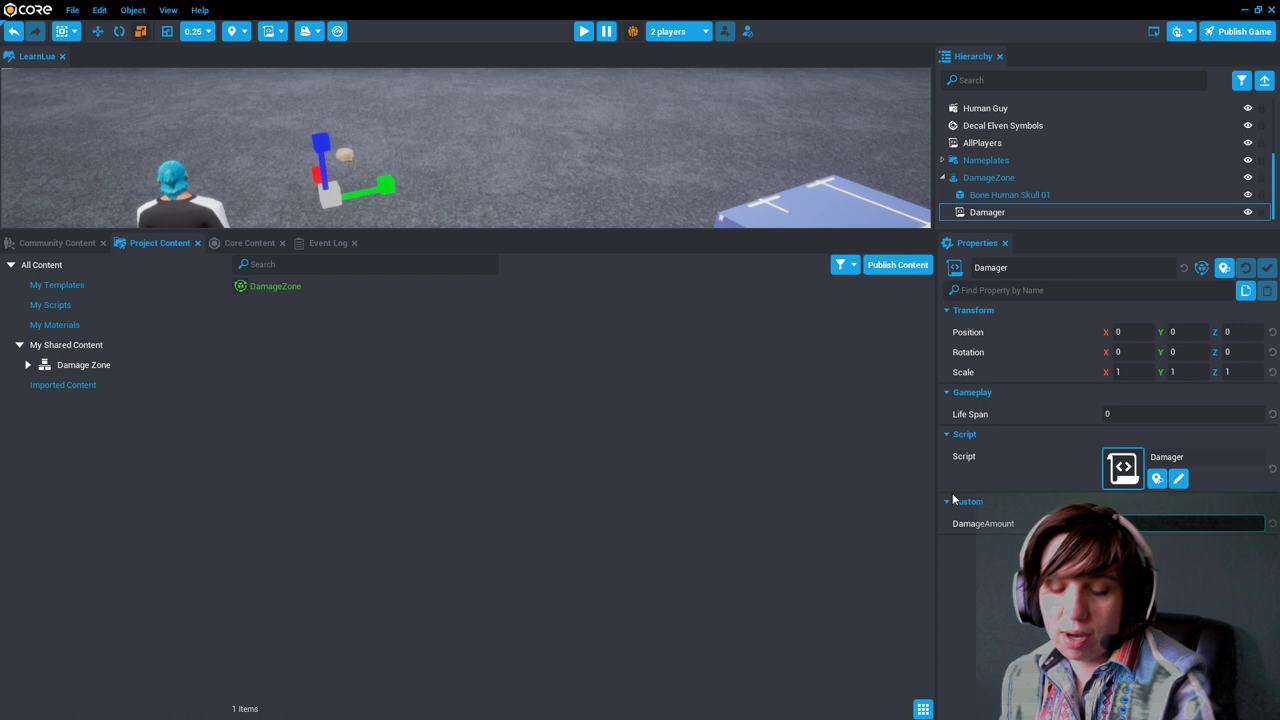 CORE
File
Edit
Object
View
Help
0.25
2 players
Publish Game
LearnLua
Hierarchy
Search
Human Guy
Decal Elven Symbols
AllPlayers
Nameplates
DamageZone
Bone Human Skull 01
Damager
Community Content
Project Content
Core Content
Event Log
Properties
All Content
My Templates
My Scripts
My Materials
My Shared Content
Damage Zone
Imported Content
Search
Publish Content
DamageZone
1 Items
Damager
Find Property by Name
Transform
Position X 0 Y 0 Z 0
Rotation X 0 Y 0 Z 0
Scale X 1 Y 1 Z 1
Gameplay
Life Span 0
Script
Script Damager
Custom
DamageAmount